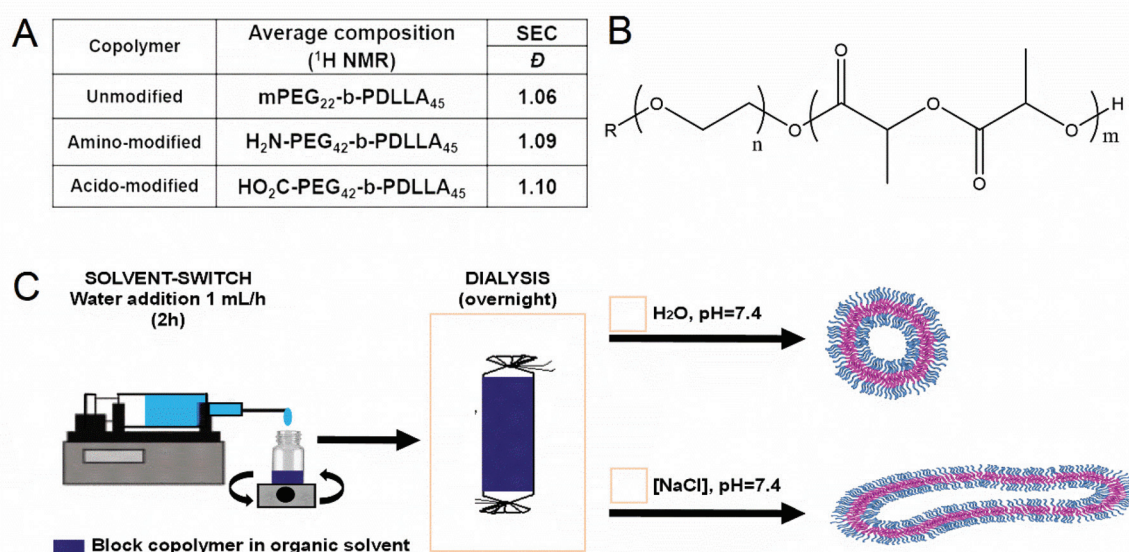 A
Copolymer
Average composition
(¹H NMR)
SEC
Đ
Unmodified
mPEG₂₂-b-PDLLA₄₅
1.06
Amino-modified
H₂N-PEG₄₂-b-PDLLA₄₅
1.09
Acido-modified
HO₂C-PEG₄₂-b-PDLLA₄₅
1.10
B
R
O
n
O
O
O
O
O
m
H
C
SOLVENT-SWITCH
Water addition 1 mL/h
(2h)
DIALYSIS
(overnight)
H₂O, pH=7.4
[NaCl], pH=7.4
Block copolymer in organic solvent